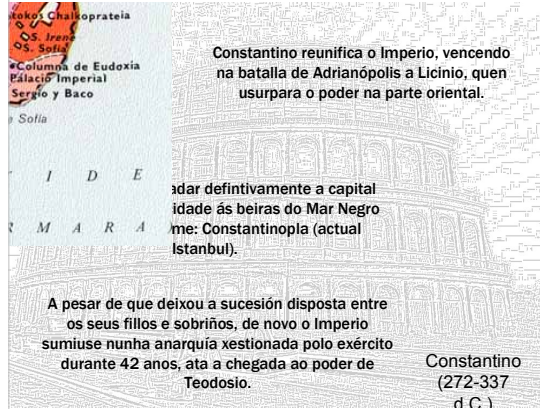 tokos Chalkoprateia
S. Irene
S. Sofía
Columna de Eudoxia
Palacio Imperial
Sergio y Baco
e Sofía
I D E
R M A R A
Constantino reunifica o Imperio, vencendo
na batalla de Adrianópolis a Licinio, quen
usurpara o poder na parte oriental.
adar defintivamente a capital
idade ás beiras do Mar Negro
me: Constantinopla (actual
Istanbul).
A pesar de que deixou a sucesión disposta entre
os seus fillos e sobriños, de novo o Imperio
sumiuse nunha anarquía xestionada polo exército
durante 42 anos, ata a chegada ao poder de
Teodosio.
Constantino
(272-337
d.C.)